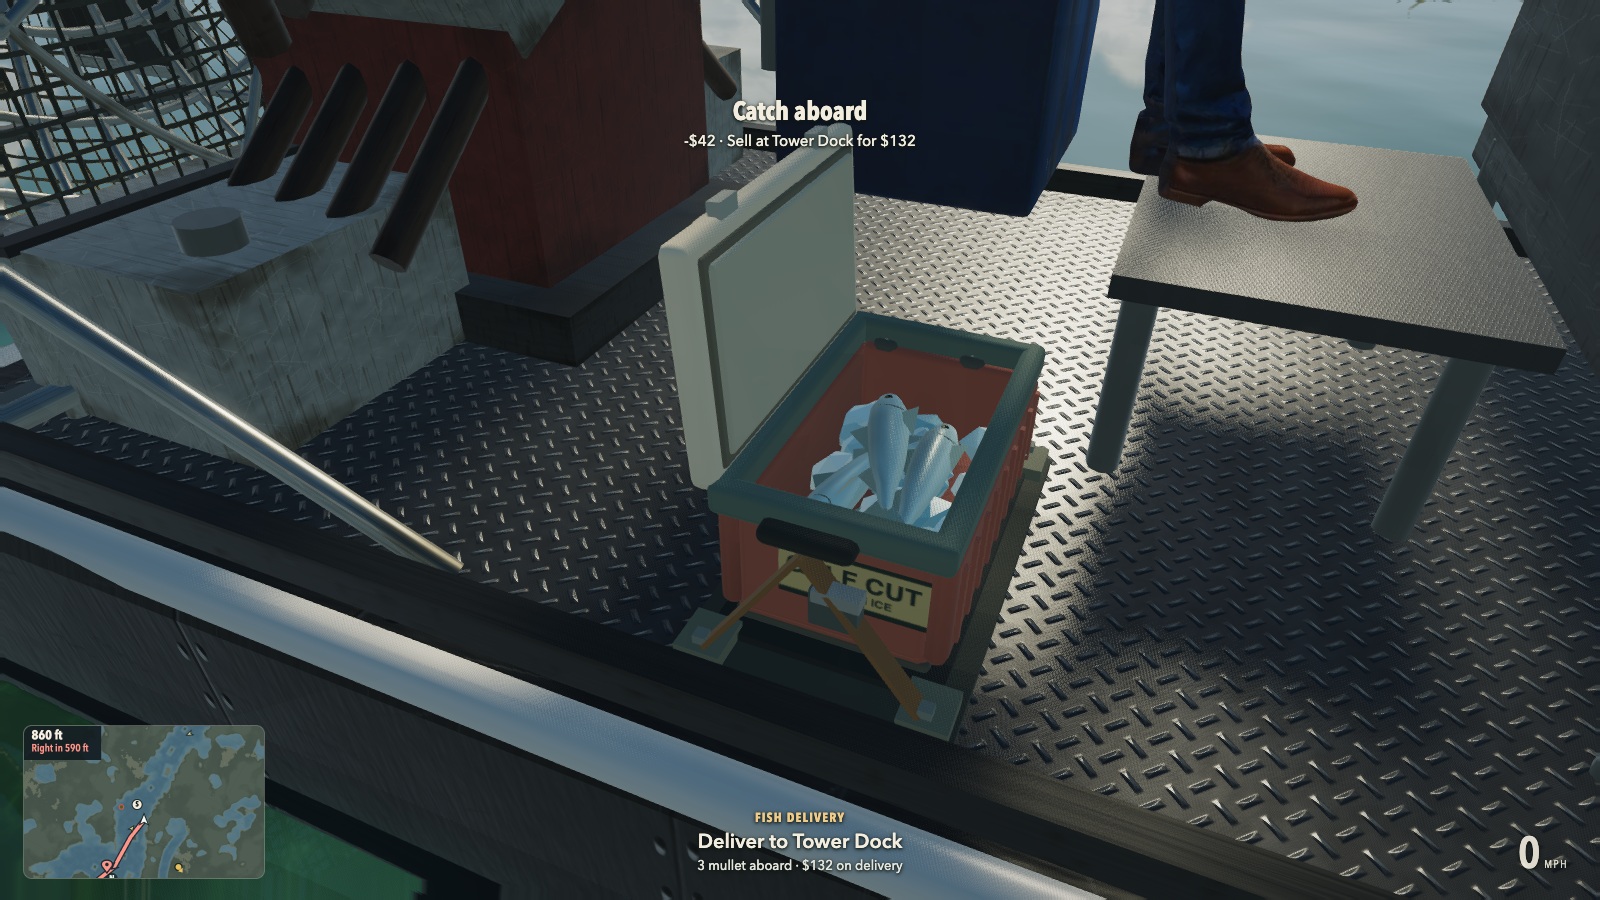 Catch aboard
-$42 · Sell at Tower Dock for $132
CUT
ICE
860 ft
Right in 590 ft
$
FISH DELIVERY
Deliver to Tower Dock
3 mullet aboard · $132 on delivery
0 MPH